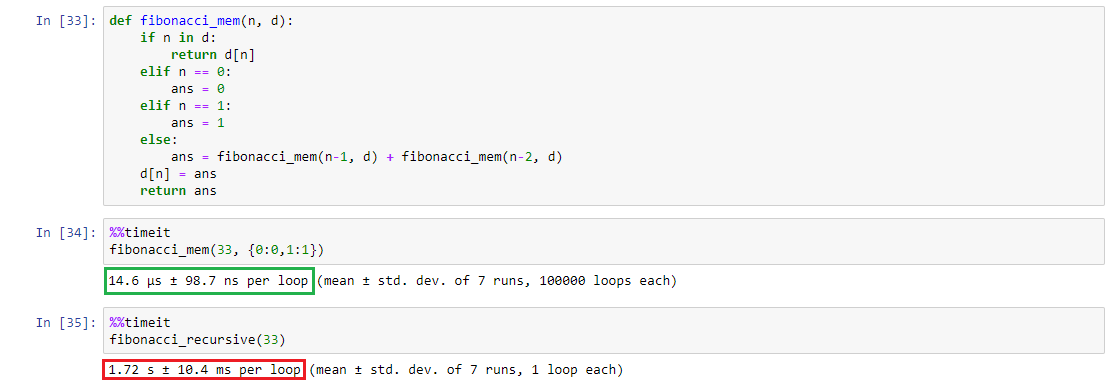 In [33]: def fibonacci_mem(n, d):
    if n in d:
        return d[n]
    elif n == 0:
        ans = 0
    elif n == 1:
        ans = 1
    else:
        ans = fibonacci_mem(n-1, d) + fibonacci_mem(n-2, d)
    d[n] = ans
    return ans
In [34]: %%timeit
fibonacci_mem(33, {0:0,1:1})
14.6 µs ± 98.7 ns per loop (mean ± std. dev. of 7 runs, 100000 loops each)
In [35]: %%timeit
fibonacci_recursive(33)
1.72 s ± 10.4 ms per loop (mean ± std. dev. of 7 runs, 1 loop each)